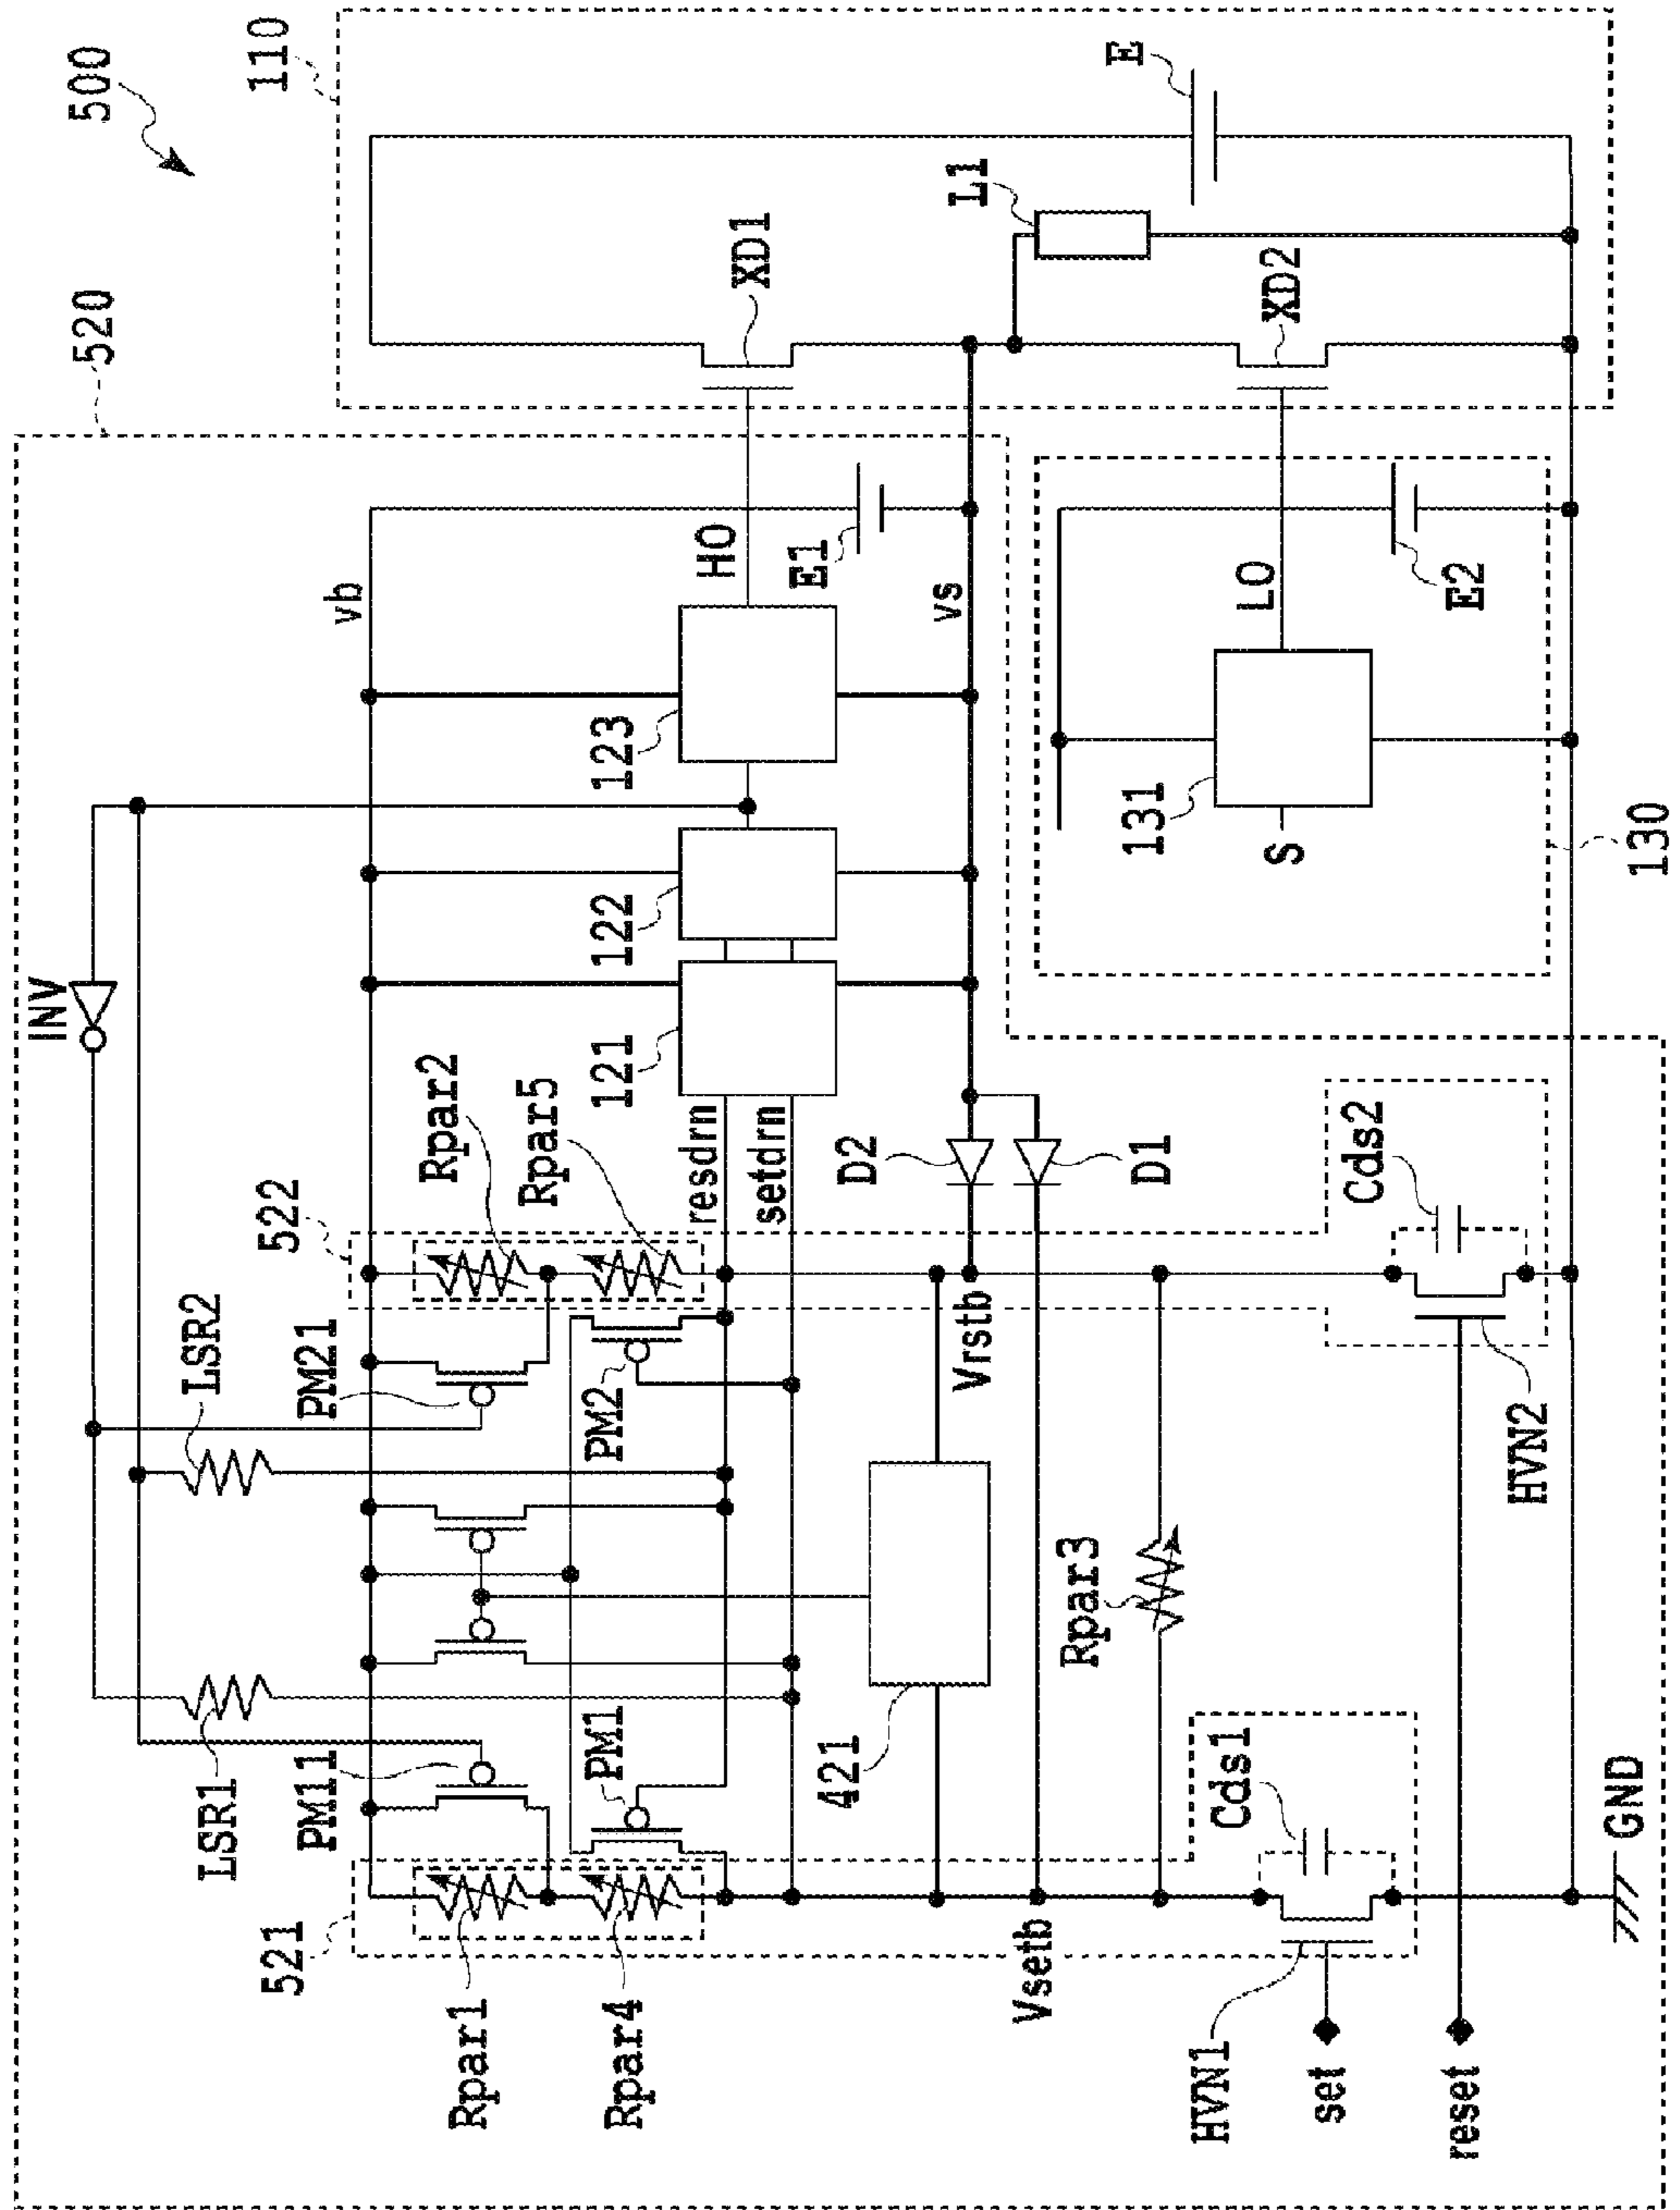 500
520
110
INV
LSR1
LSR2
vb
PM11
PM21
521
522
Rpar1
Rpar2
Rpar4
Rpar5
PM1
PM2
121
122
123
HO
XD1
E1
E
resdrn
setdrn
vs
421
D2
D1
L1
Vsetb
Vrstb
Rpar3
131
S
LO
E2
XD2
130
Cds1
Cds2
HVN1
HVN2
set
reset
GND